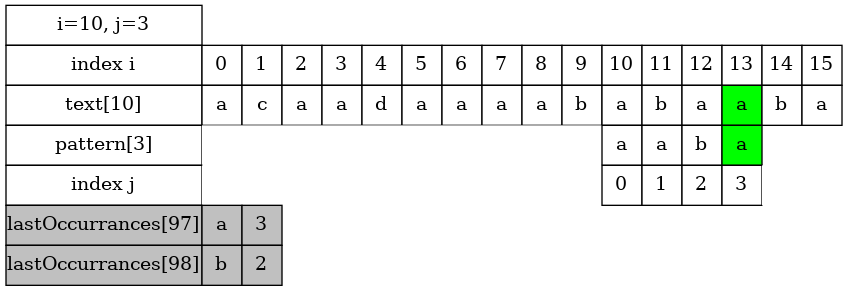 i=10, j=3
index i 0 1 2 3 4 5 6 7 8 9 10 11 12 13 14 15
text[10] a c a a d a a a a b a b a a b a
pattern[3] a a b a
index j 0 1 2 3
lastOccurrances[97] a 3
lastOccurrances[98] b 2